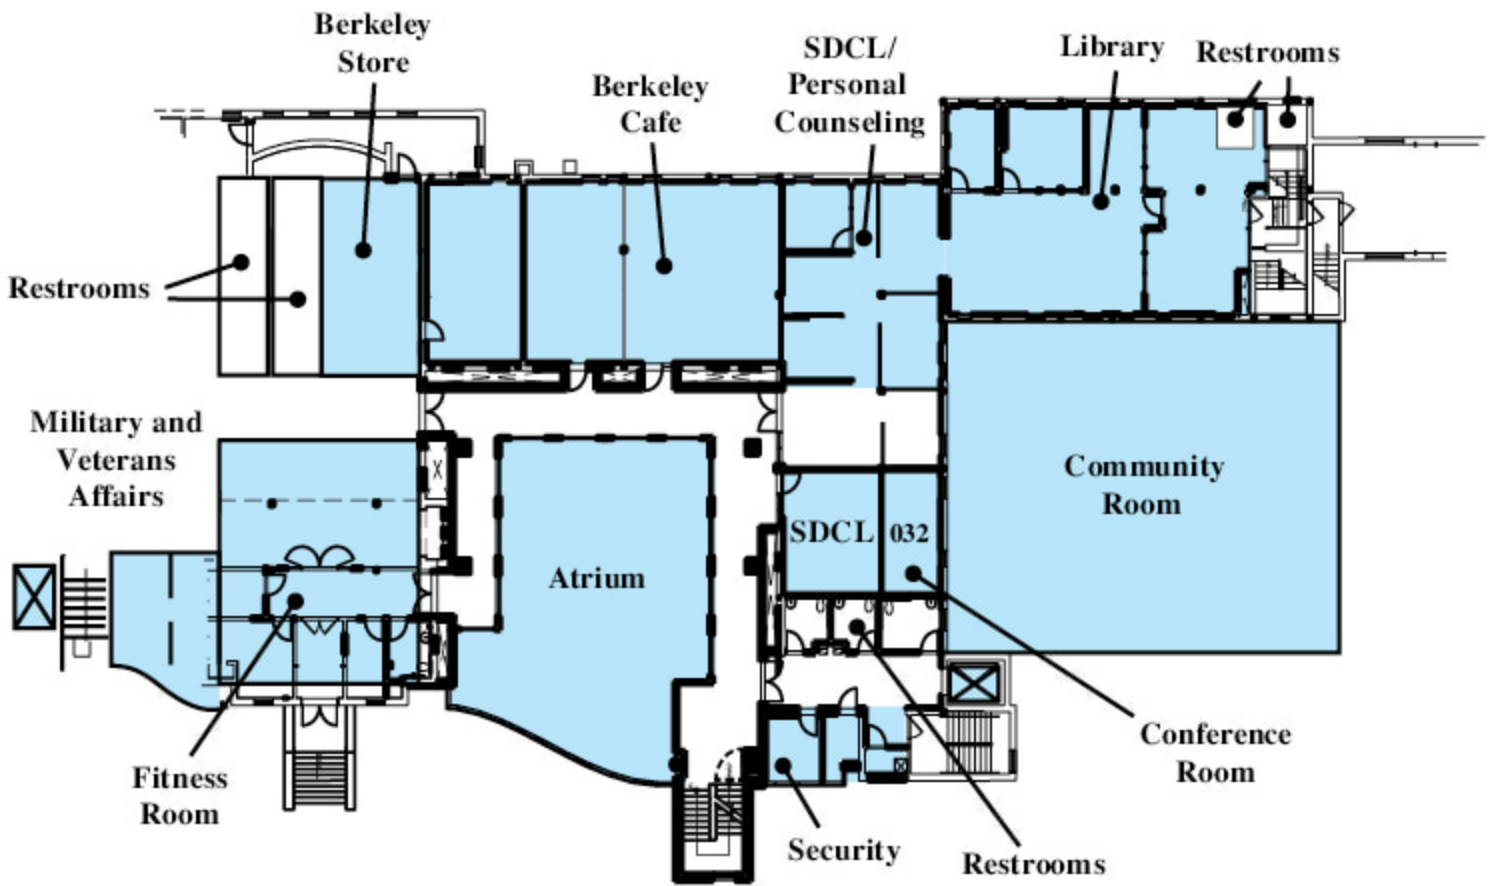 Berkeley
Store
Berkeley
Cafe
SDCL/
Personal
Counseling
Library
Restrooms
Restrooms
Military and
Veterans
Affairs
Community
Room
SDCL
032
Atrium
Fitness
Room
Conference
Room
Security
Restrooms